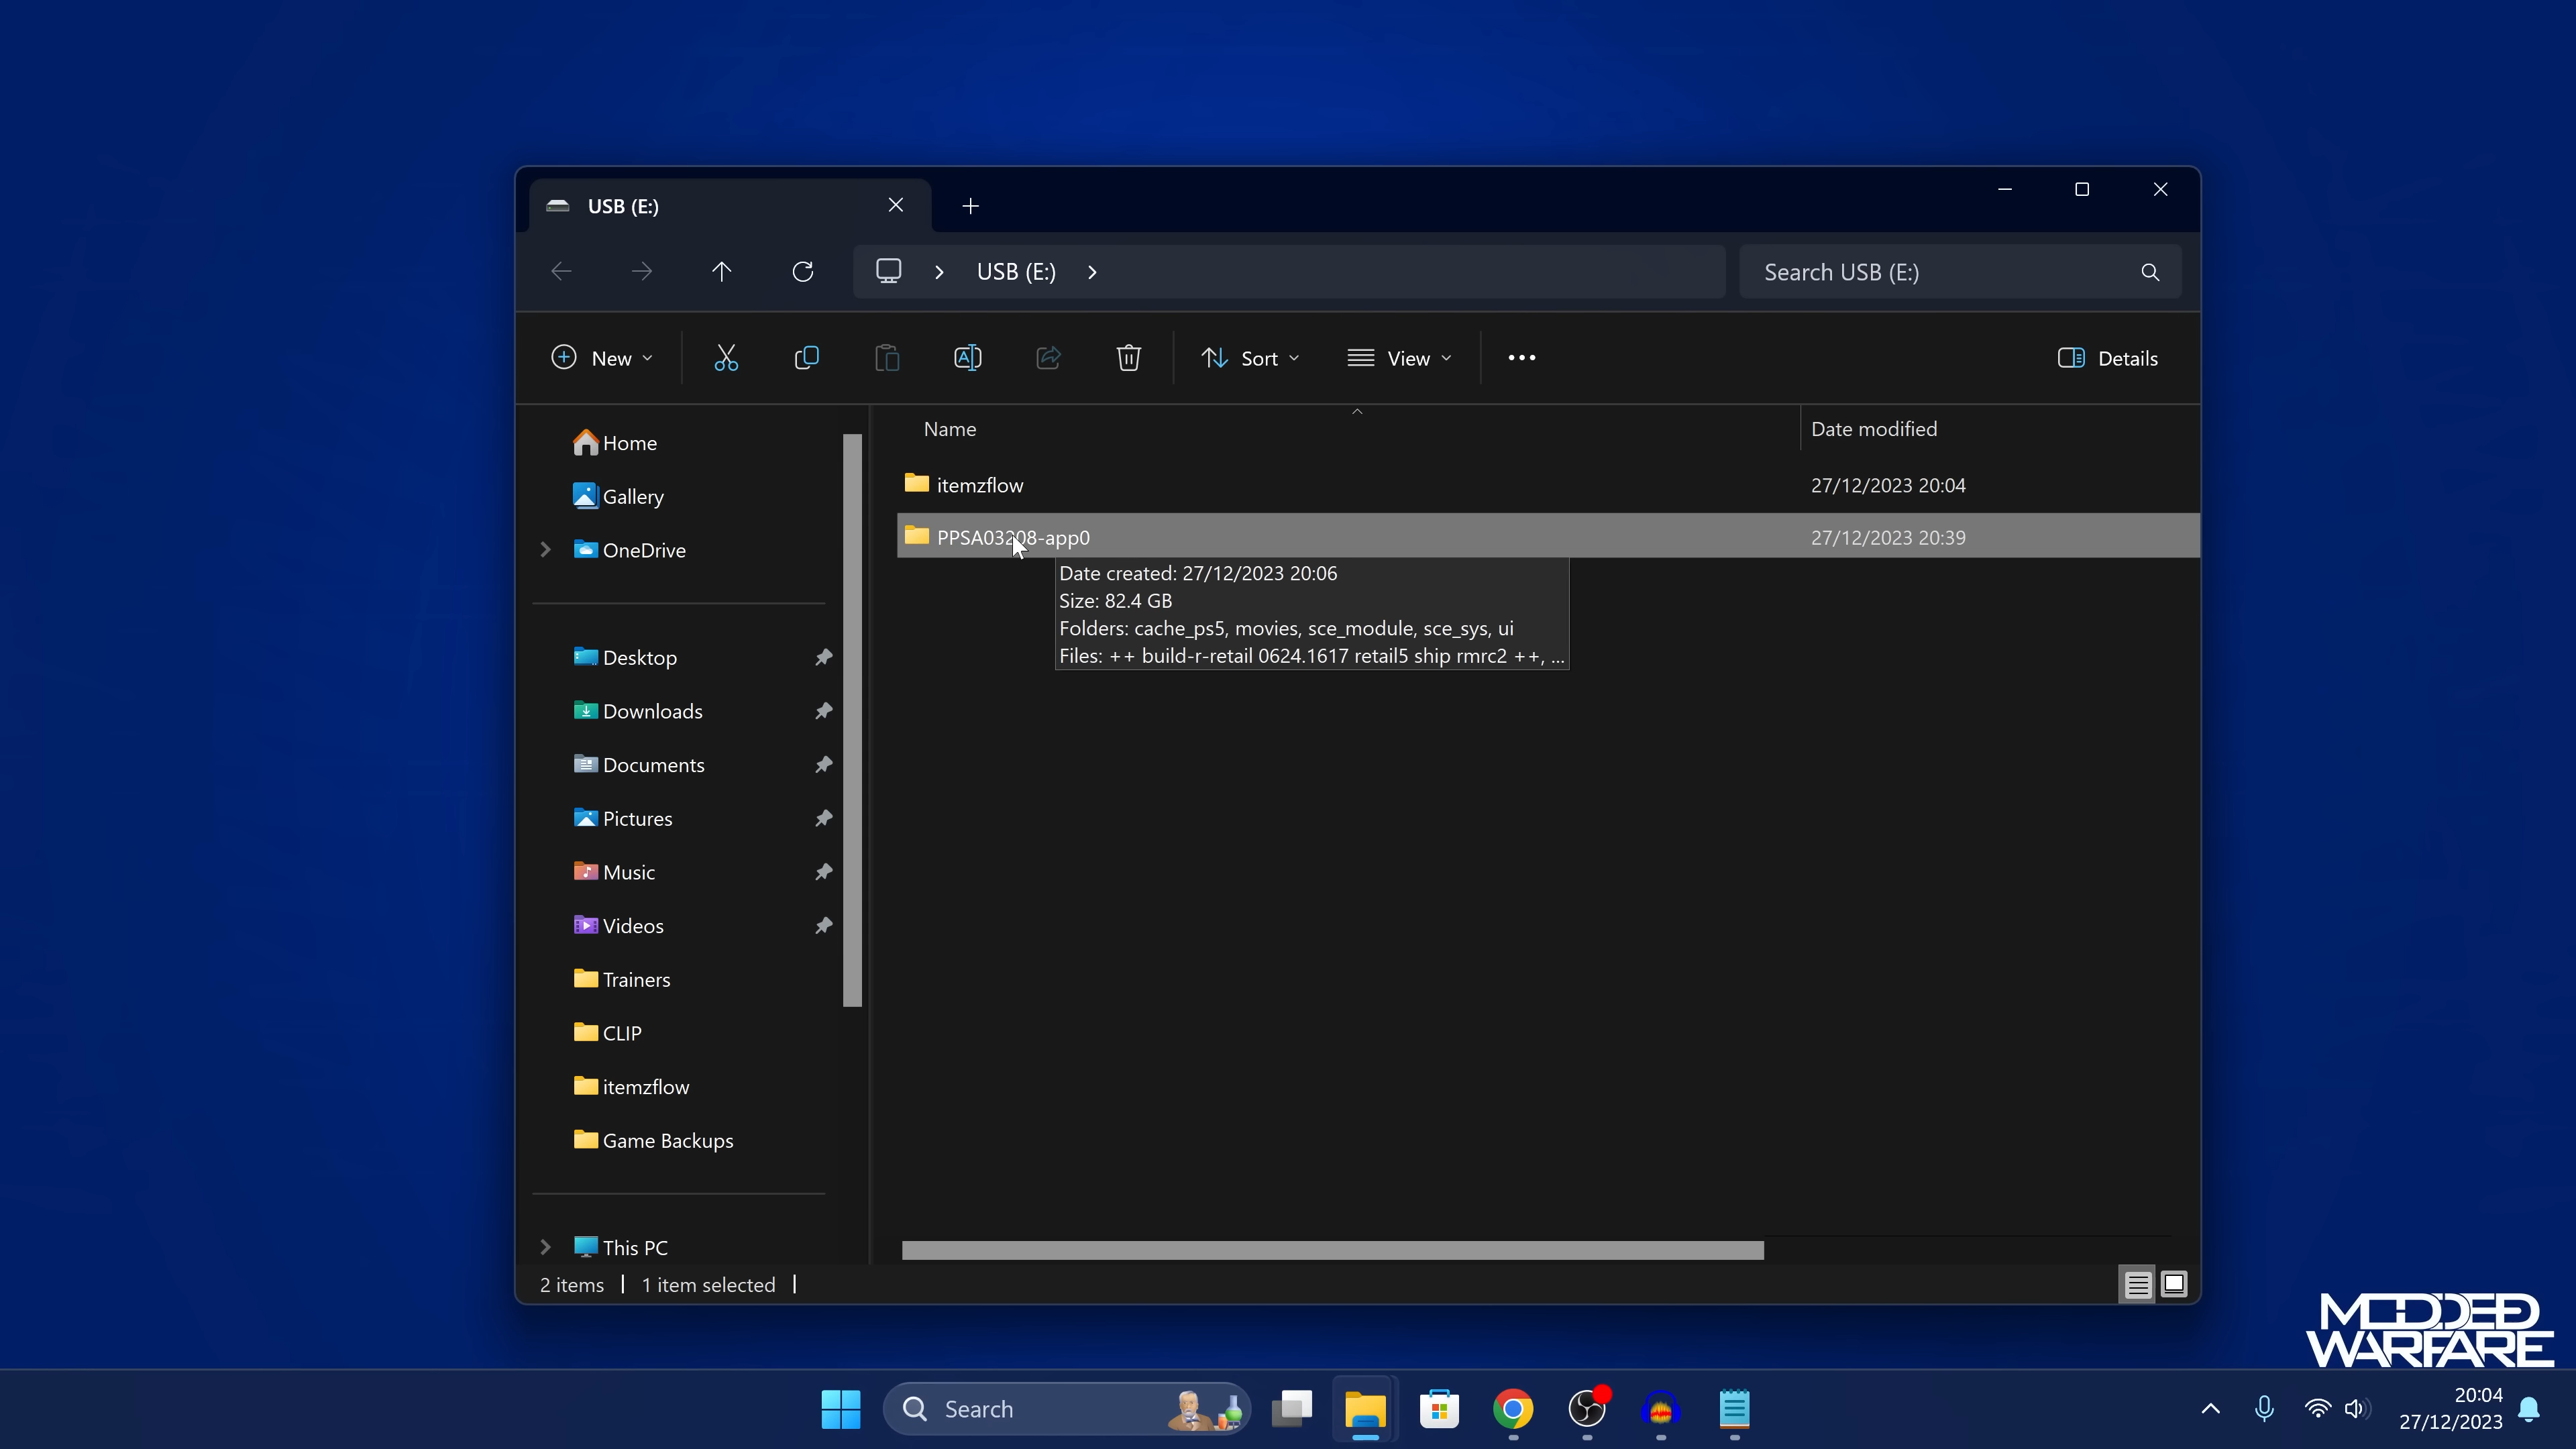 USB (E:)
USB (E:)
Search USB (E:)
New
Sort
View
Details
Home
Gallery
OneDrive
Desktop
Downloads
Documents
Pictures
Music
Videos
Trainers
CLIP
itemzflow
Game Backups
This PC
Name
Date modified
itemzflow
27/12/2023 20:04
PPSA03208-app0
27/12/2023 20:39
Date created: 27/12/2023 20:06
Size: 82.4 GB
Folders: cache_ps5, movies, sce_module, sce_sys, ui
Files: ++ build-r-retail 0624.1617 retail5 ship rmrc2 ++, ...
2 items
1 item selected
MODDED
WARFARE
Search
20:04
27/12/2023